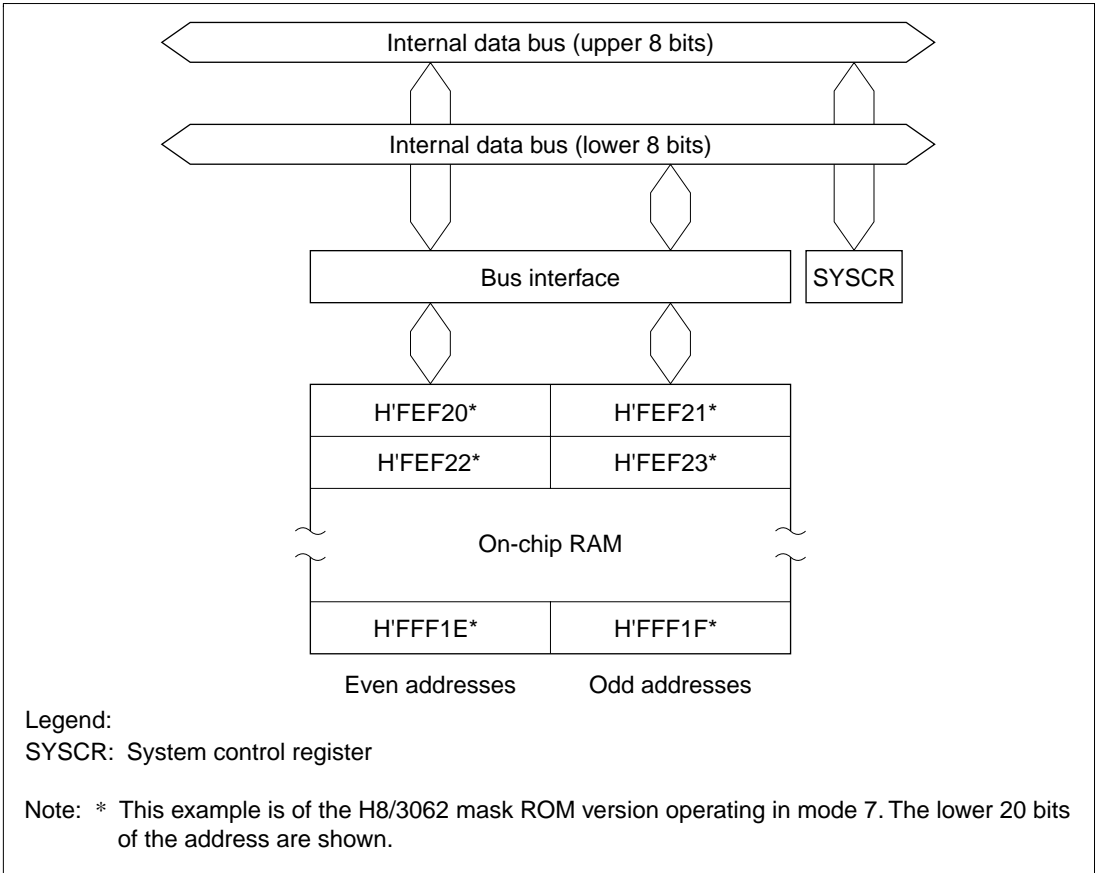 Internal data bus (upper 8 bits)
Internal data bus (lower 8 bits)
Bus interface
SYSCR
H'FEF20*
H'FEF21*
H'FEF22*
H'FEF23*
On-chip RAM
H'FFF1E*
H'FFF1F*
Even addresses
Odd addresses
Legend:
SYSCR: System control register
Note: * This example is of the H8/3062 mask ROM version operating in mode 7. The lower 20 bits
of the address are shown.